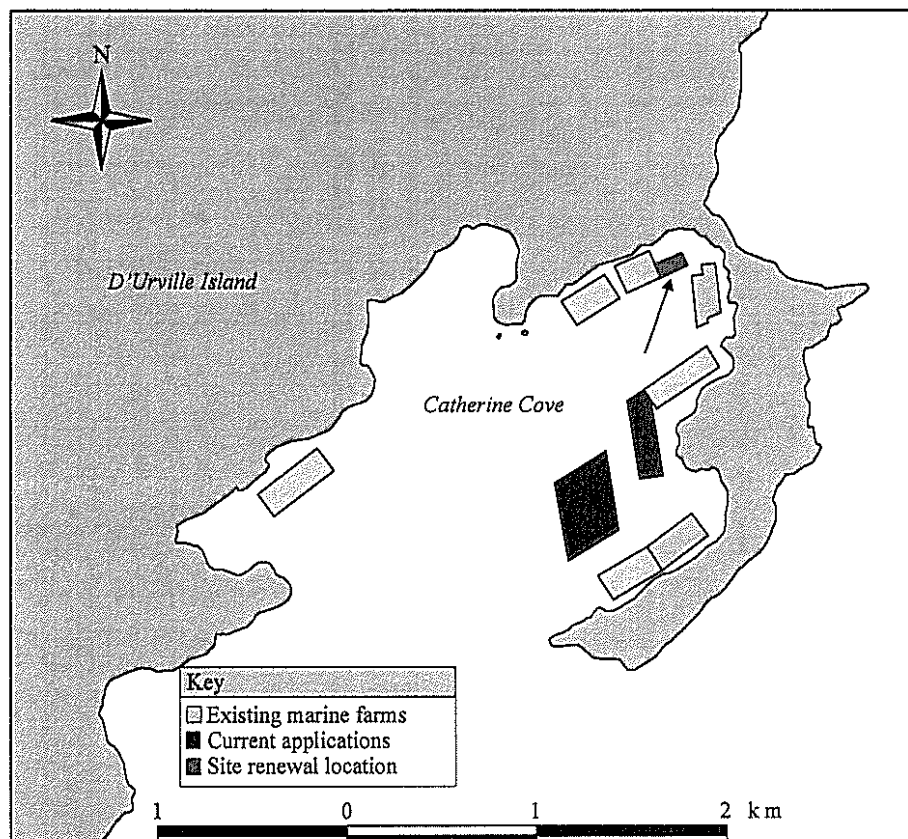 N
D'Urville Island
Catherine Cove
Key
Existing marine farms
Current applications
Site renewal location
1 0 1 2 km